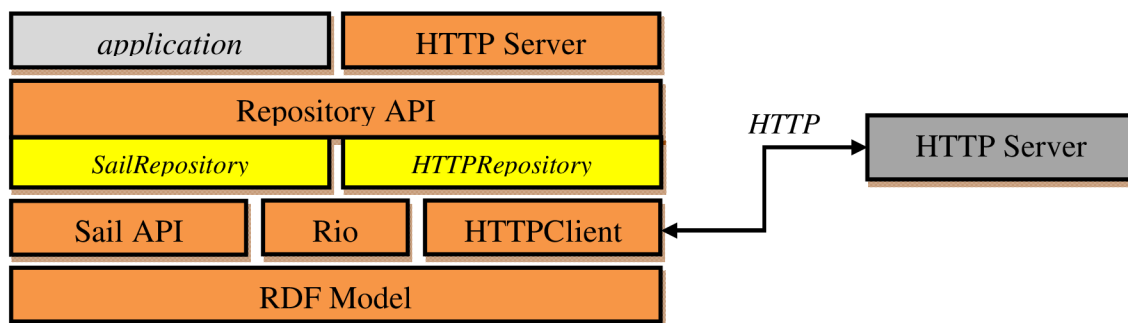 application
HTTP Server
Repository API
HTTP
HTTP Server
SailRepository
HTTPRepository
Sail API
Rio
HTTPClient
RDF Model